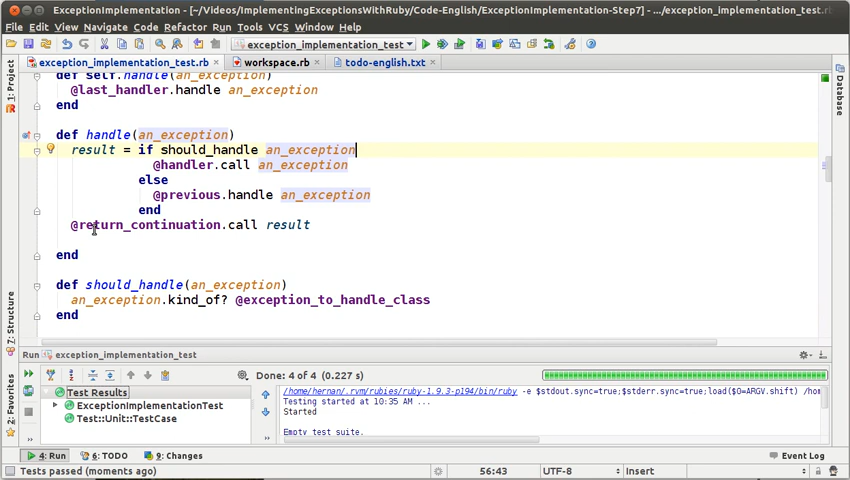 ExceptionImplementation - [~/Videos/ImplementingExceptionsWithRuby/Code-English/ExceptionImplementation-Step7] - .../exception_implementation_test.rb
File Edit View Navigate Code Refactor Run Tools VCS Window Help
exception_implementation_test
exception_implementation_test.rb workspace.rb todo-english.txt
def self.handle(an_exception)
@last_handler.handle an_exception
end
def handle(an_exception)
result = if should_handle an_exception
@handler.call an_exception
else
@previous.handle an_exception
end
@return_continuation.call result
end
def should_handle(an_exception)
an_exception.kind_of? @exception_to_handle_class
end
1: Project
7: Structure
2: Favorites
Database
Run exception_implementation_test
Done: 4 of 4 (0.227 s)
Test Results
ExceptionImplementationTest
Test::Unit::TestCase
/home/hernan/.rvm/rubies/ruby-1.9.3-p194/bin/ruby -e $stdout.sync=true;$stderr.sync=true;load($0=ARGV.shift) /hom
Testing started at 10:35 AM ...
Started
Empty test suite.
4: Run 6: TODO 9: Changes Event Log
Tests passed (moments ago) 56:43 UTF-8 Insert